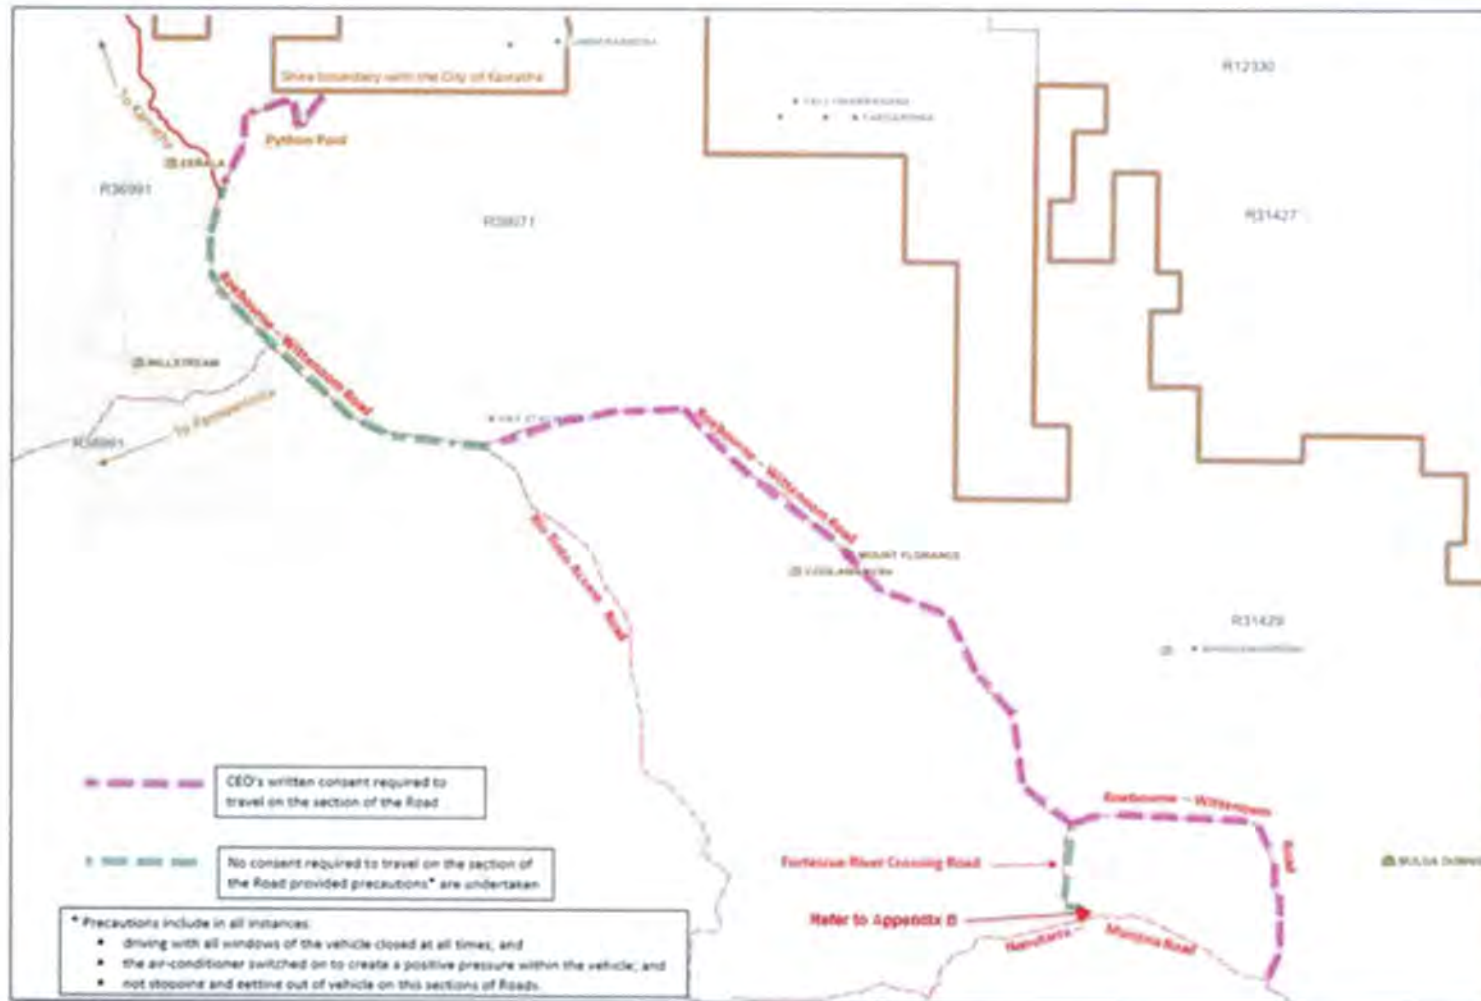 R12330
Shire boundary with the City of Karratha
To Karratha
Python Pool
R36991
R38071
R31427
Roebourne – Wittenoom Road
MILLSTREAM
To Pannawonica
Roebourne – Wittenoom Road
MOUNT FLORANCE
Rio Tinto Access Road
R31429
CEO's written consent required to
travel on the section of the Road
Roebourne – Wittenoom
Road
No consent required to travel on the section of
the Road provided precautions* are undertaken
Fortescue River Crossing Road
Refer to Appendix B
Munjina Road
* Precautions include in all instances:
• driving with all windows of the vehicle closed at all times; and
• the air-conditioner switched on to create a positive pressure within the vehicle; and
• not stopping and getting out of vehicle on this sections of Roads.